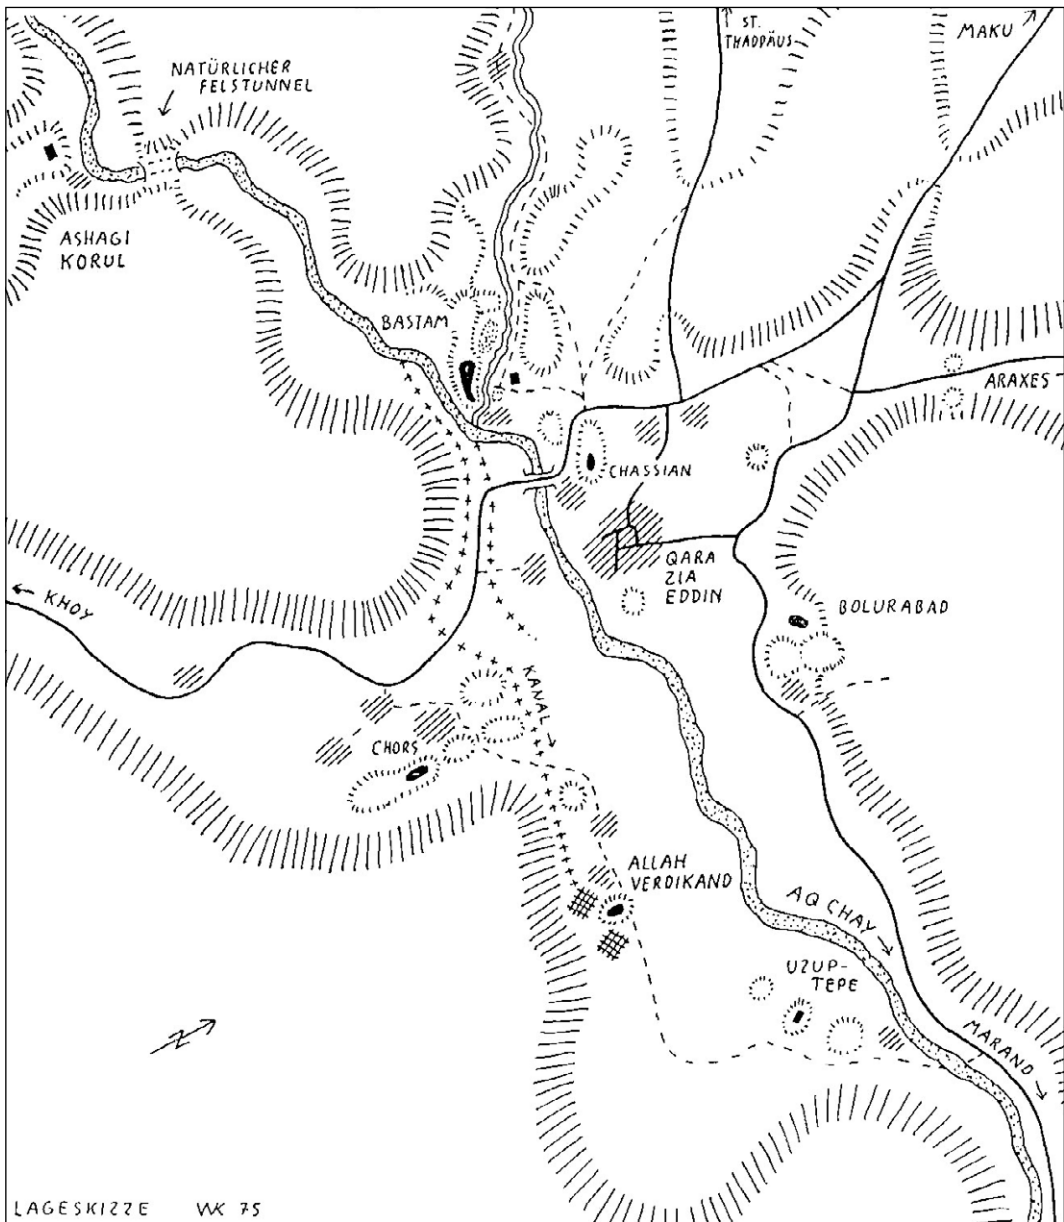 ST.
THADDÄUS
MAKU
NATÜRLICHER
FELSTUNNEL
ASHAGI
KORUL
BASTAM
ARAXES
CHASSIAN
QARA
ZIA
EDDIN
BOLURABAD
KHOY
KANAL
CHORS
ALLAH
VERDIKAND
AQ CHAY
UZUP-
TEPE
MARAND
N
LAGESKIZZE WK 75